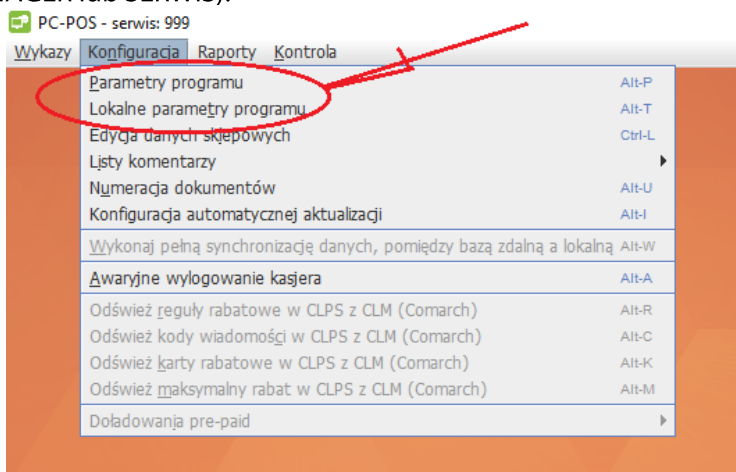 lub SERWIS).
PC-POS - serwis: 999
Wykazy Konfiguracja Raporty Kontrola
Parametry programu Alt-P
Lokalne parametry programu Alt-T
Edycja danych sklepowych Ctrl-L
Listy komentarzy
Numeracja dokumentów Alt-U
Konfiguracja automatycznej aktualizacji Alt-I
Wykonaj pełną synchronizację danych, pomiędzy bazą zdalną a lokalną Alt-W
Awaryjne wylogowanie kasjera Alt-A
Odśwież reguły rabatowe w CLPS z CLM (Comarch) Alt-R
Odśwież kody wiadomości w CLPS z CLM (Comarch) Alt-C
Odśwież karty rabatowe w CLPS z CLM (Comarch) Alt-K
Odśwież maksymalny rabat w CLPS z CLM (Comarch) Alt-M
Doładowania pre-paid